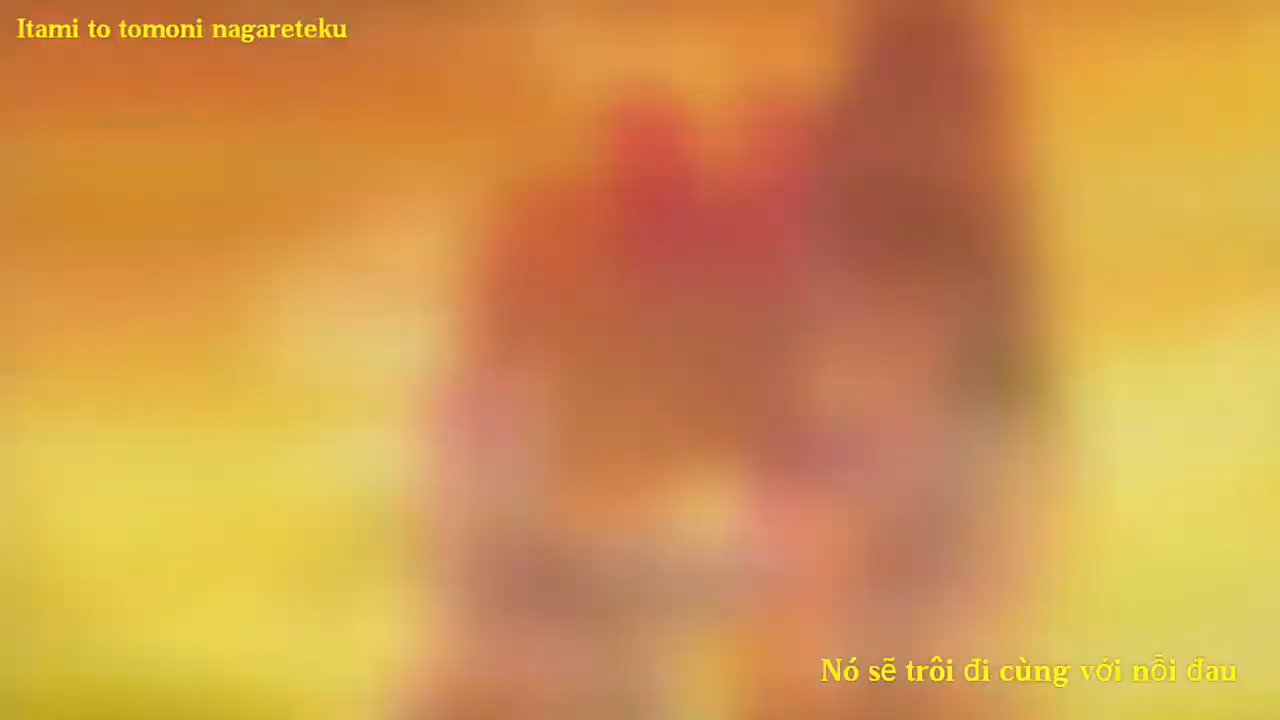 Itami to tomoni nagareteku
Nó sẽ trôi đi cùng với nỗi đau